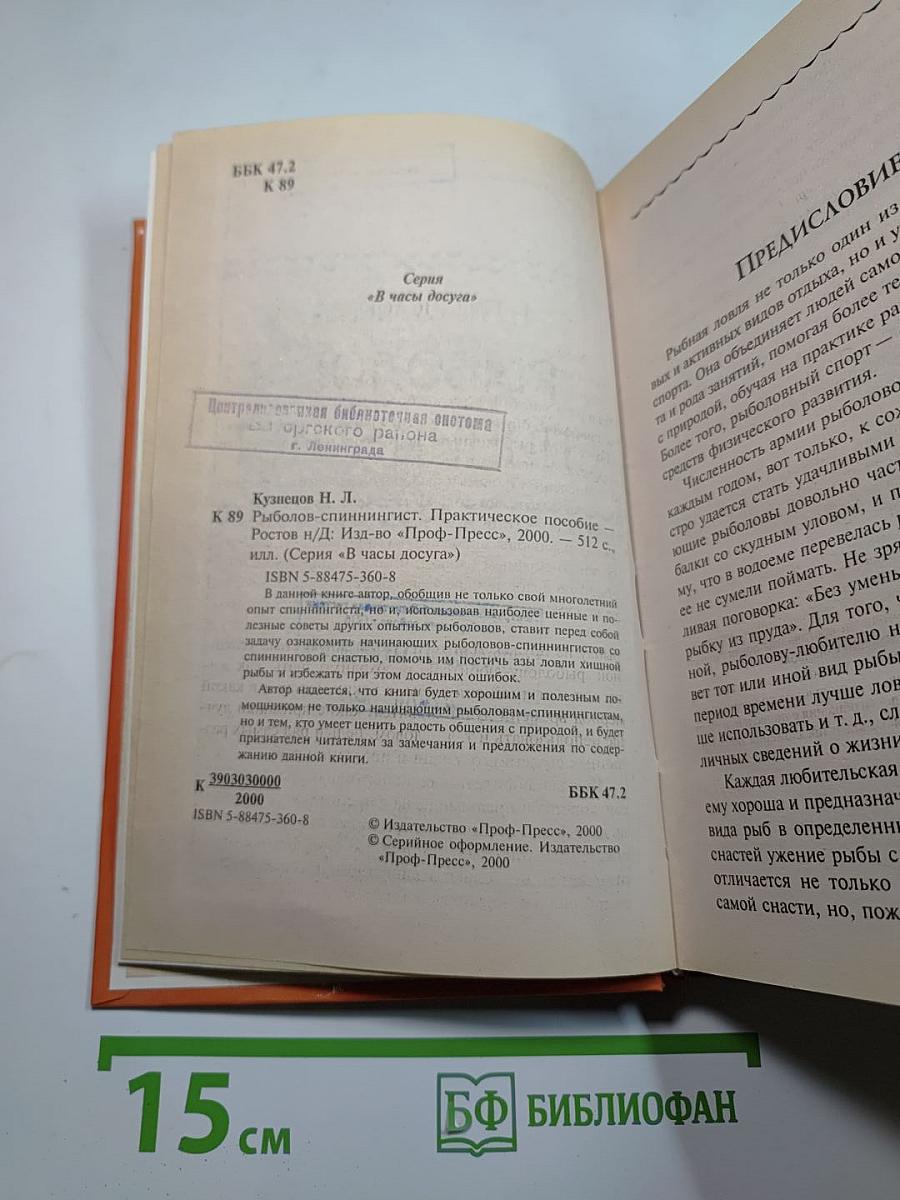 ББК 47.2
К 89
Серия
«В часы досуга»
Централизованная библиотечная система
Выборгского района
г. Ленинграда
Кузнецов Н. Л.
К 89 Рыболов-спиннингист. Практическое пособие —
Ростов н/Д: Изд-во «Проф-Пресс», 2000. — 512 с.,
илл. (Серия «В часы досуга»)
ISBN 5-88475-360-8
В данной книге автор, обобщив не только свой многолетний
опыт спиннингиста, но и, использовав наиболее ценные и по-
лезные советы других опытных рыболовов, ставит перед собой
задачу ознакомить начинающих рыболовов-спиннингистов со
спиннинговой снастью, помочь им постичь азы ловли хищной
рыбы и избежать при этом досадных ошибок.
Автор надеется, что книга будет хорошим и полезным по-
мощником не только начинающим рыболовам-спиннингистам,
но и тем, кто умеет ценить радость общения с природой, и будет
признателен читателям за замечания и предложения по содер-
жанию данной книги.
К 3903030000
2000
ББК 47.2
ISBN 5-88475-360-8
© Издательство «Проф-Пресс», 2000
© Серийное оформление. Издательство
«Проф-Пресс», 2000
ПРЕДИСЛОВИЕ
Рыбная ловля не только один из
вых и активных видов отдыха, но и у
спорта. Она объединяет людей само
та и рода занятий, помогая более те
с природой, обучая на практике ра
Более того, рыболовный спорт —
средств физического развития.
Численность армии рыболово
каждым годом, вот только, к сож
стро удается стать удачливыми
ющие рыболовы довольно част
балки со скудным уловом, и п
му, что в водоеме перевелась р
ее не сумели поймать. Не зря
ливая поговорка: «Без умень
рыбку из пруда». Для того, ч
ной, рыболову-любителю н
вет тот или иной вид рыбы
период времени лучше лов
ше использовать и т. д., сл
личных сведений о жизни
Каждая любительская
ему хороша и предназнач
вида рыб в определенн
снастей ужение рыбы с
отличается не только
самой снасти, но, пож
15 см
БФ БИБЛИОФАН